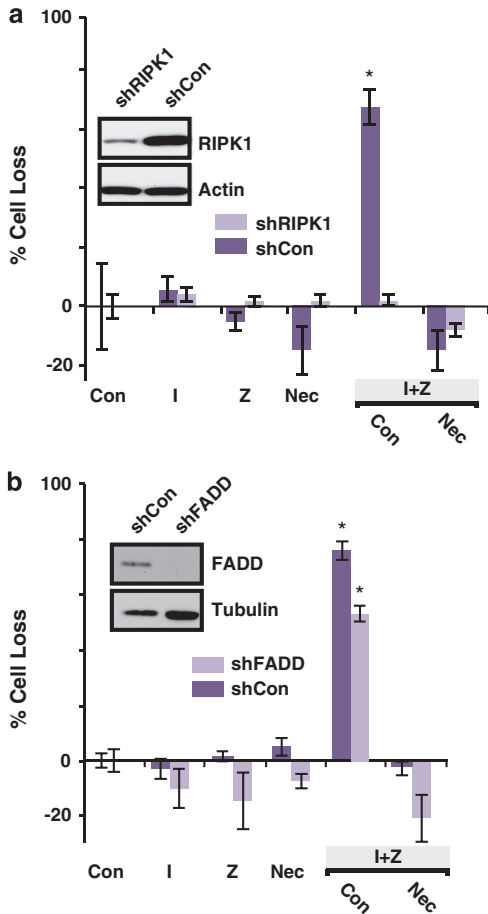 a
100
% Cell Loss
shRIPK1 shCon
RIPK1
Actin
shRIPK1
shCon
*
0
-20
Con I Z Nec
I+Z
Con Nec
b
100
% Cell Loss
shCon shFADD
FADD
Tubulin
shFADD
shCon
*
*
0
-20
Con I Z Nec
I+Z
Con Nec